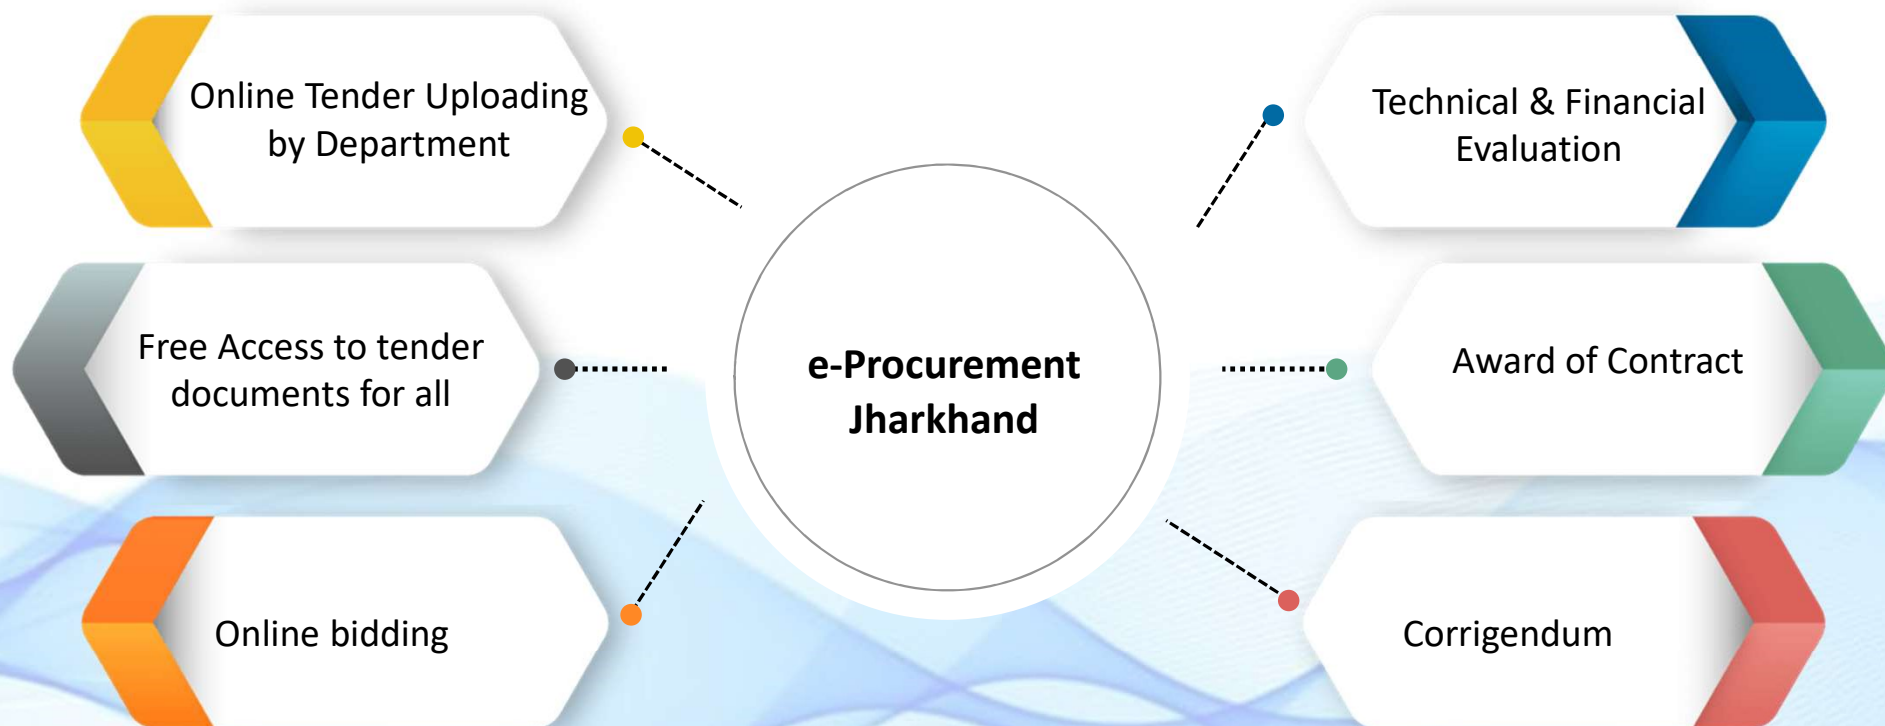 Online Tender Uploading
by Department
Free Access to tender
documents for all
Online bidding
e-Procurement
Jharkhand
Technical & Financial
Evaluation
Award of Contract
Corrigendum